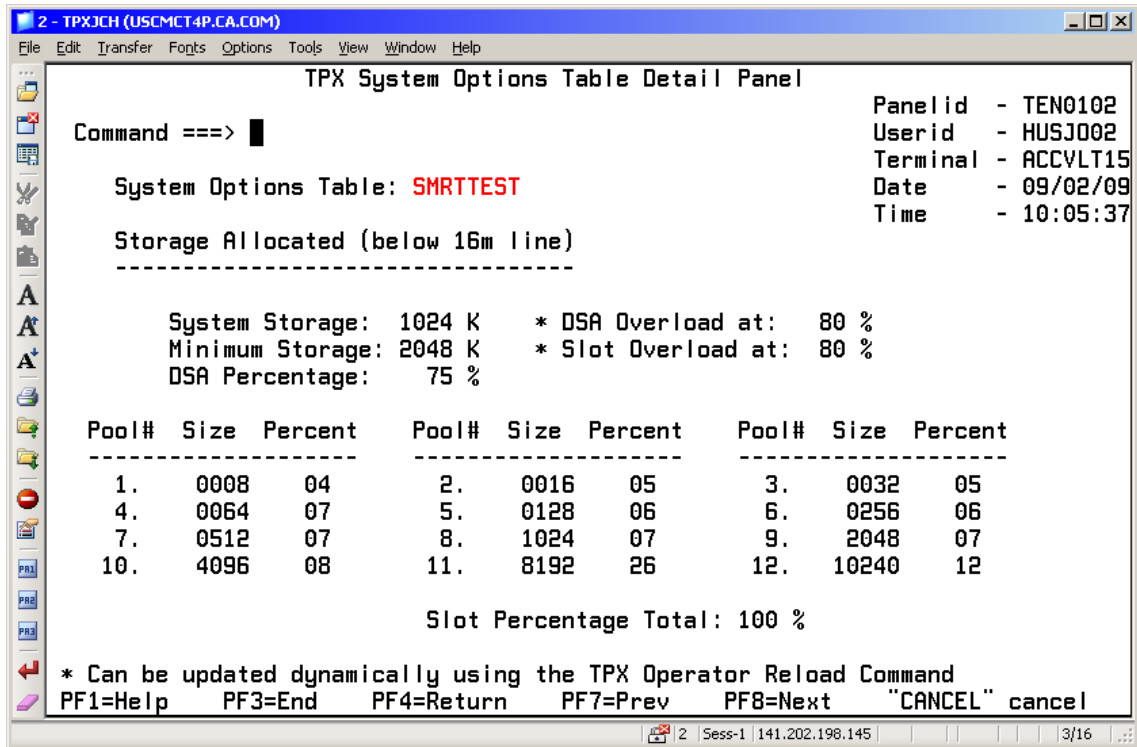 2 - TPXJCH (USCMCT4P.CA.COM)
File Edit Transfer Fonts Options Tools View Window Help
TPX System Options Table Detail Panel
Panelid - TEN0102
Command ===> Userid - HUSJO02
Terminal - ACCVLT15
System Options Table: SMRTTEST Date - 09/02/09
Time - 10:05:37
Storage Allocated (below 16m line)
----------------------------------
System Storage: 1024 K * DSA Overload at: 80 %
Minimum Storage: 2048 K * Slot Overload at: 80 %
DSA Percentage: 75 %
Pool# Size Percent Pool# Size Percent Pool# Size Percent
-------------------- -------------------- --------------------
1. 0008 04 2. 0016 05 3. 0032 05
4. 0064 07 5. 0128 06 6. 0256 06
7. 0512 07 8. 1024 07 9. 2048 07
10. 4096 08 11. 8192 26 12. 10240 12
Slot Percentage Total: 100 %
* Can be updated dynamically using the TPX Operator Reload Command
PF1=Help PF3=End PF4=Return PF7=Prev PF8=Next "CANCEL" cancel
PA1
PA2
PA3
2 Sess-1 141.202.198.145 3/16